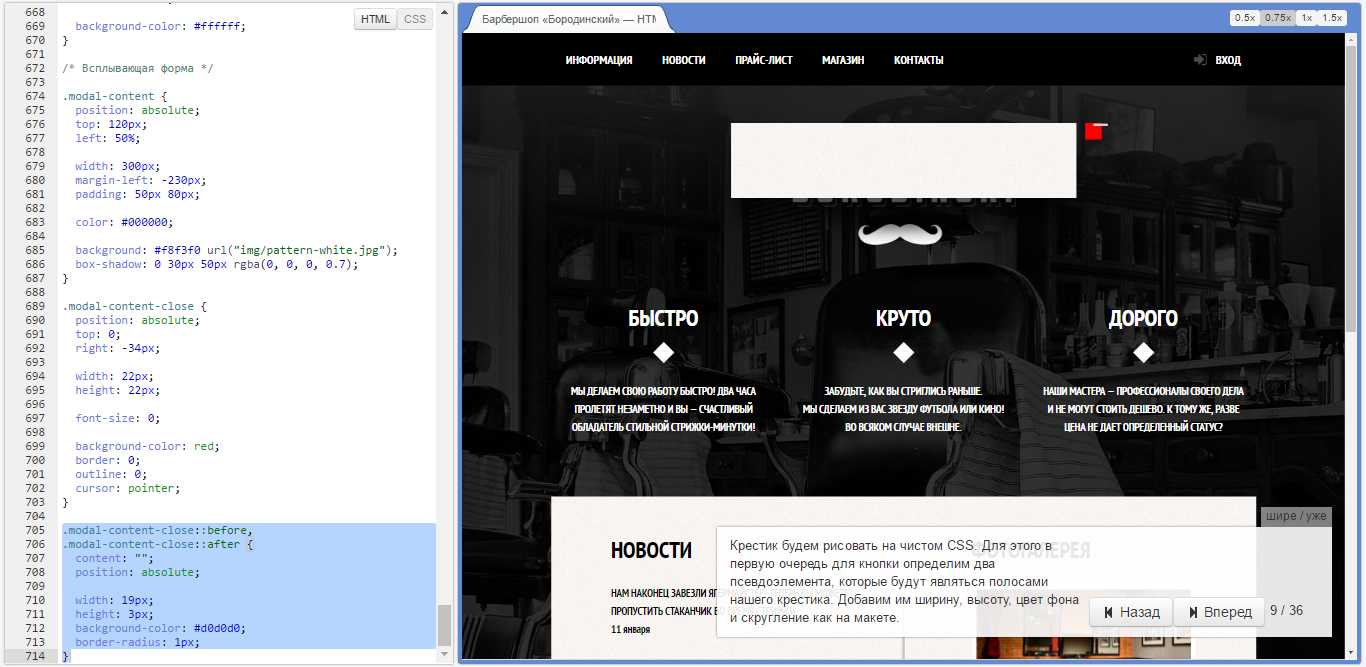 HTML
CSS
668
669 background-color: #ffffff;
670 }
671
672 /* Всплывающая форма */
673
674 .modal-content {
675 position: absolute;
676 top: 120px;
677 left: 50%;
678
679 width: 300px;
680 margin-left: -230px;
681 padding: 50px 80px;
682
683 color: #000000;
684
685 background: #f8f3f0 url("img/pattern-white.jpg");
686 box-shadow: 0 30px 50px rgba(0, 0, 0, 0.7);
687 }
688
689 .modal-content-close {
690 position: absolute;
691 top: 0;
692 right: -34px;
693
694 width: 22px;
695 height: 22px;
696
697 font-size: 0;
698
699 background-color: red;
700 border: 0;
701 outline: 0;
702 cursor: pointer;
703 }
704
705 .modal-content-close::before,
706 .modal-content-close::after {
707 content: "";
708 position: absolute;
709
710 width: 19px;
711 height: 3px;
712 background-color: #d0d0d0;
713 border-radius: 1px;
714 }
Барбершоп «Бородинский» — HTM
0.5x 0.75x 1x 1.5x
ИНФОРМАЦИЯ НОВОСТИ ПРАЙС-ЛИСТ МАГАЗИН КОНТАКТЫ ВХОД
БЫСТРО
МЫ ДЕЛАЕМ СВОЮ РАБОТУ БЫСТРО! ДВА ЧАСА
ПРОЛЕТЯТ НЕЗАМЕТНО И ВЫ — СЧАСТЛИВЫЙ
ОБЛАДАТЕЛЬ СТИЛЬНОЙ СТРИЖКИ-МИНУТКИ!
КРУТО
ЗАБУДЬТЕ, КАК ВЫ СТРИГЛИСЬ РАНЬШЕ.
МЫ СДЕЛАЕМ ИЗ ВАС ЗВЕЗДУ ФУТБОЛА ИЛИ КИНО!
ВО ВСЯКОМ СЛУЧАЕ ВНЕШНЕ.
ДОРОГО
НАШИ МАСТЕРА — ПРОФЕССИОНАЛЫ СВОЕГО ДЕЛА
И НЕ МОГУТ СТОИТЬ ДЕШЕВО. К ТОМУ ЖЕ, РАЗВЕ
ЦЕНА НЕ ДАЕТ ОПРЕДЕЛЕННЫЙ СТАТУС?
шире / уже
НОВОСТИ
ФОТОГАЛЕРЕЯ
НАМ НАКОНЕЦ ЗАВЕЗЛИ
ПРОПУСТИТЬ СТАКАНЧИК
11 января
Крестик будем рисовать на чистом CSS. Для этого в
первую очередь для кнопки определим два
псевдоэлемента, которые будут являться полосами
нашего крестика. Добавим им ширину, высоту, цвет фона
и скругление как на макете.
Назад Вперед 9 / 36